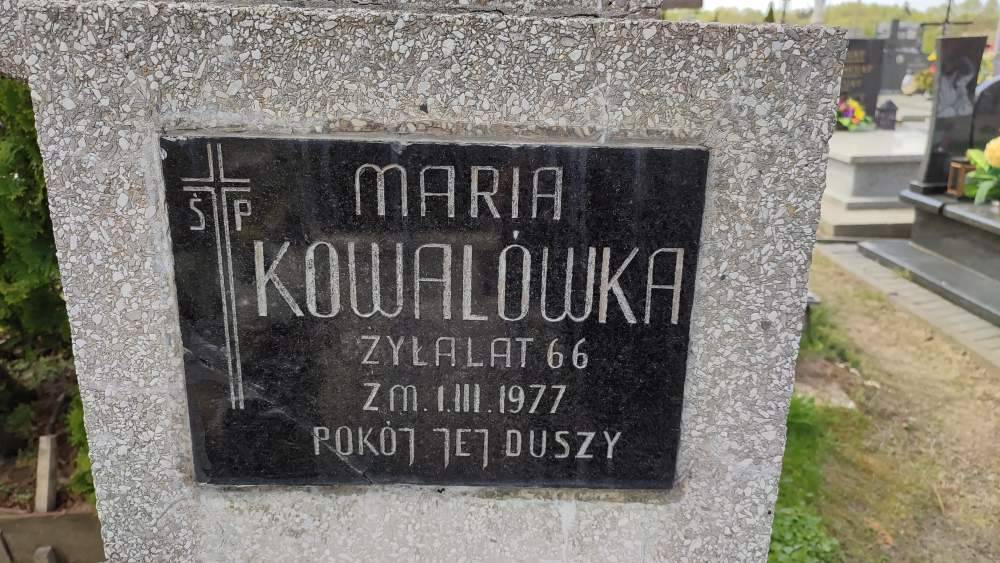 Ś P
MARIA
KOWALÓWKA
ŻYŁA LAT 66
ZM. 1.III.1977
POKÓJ JEJ DUSZY